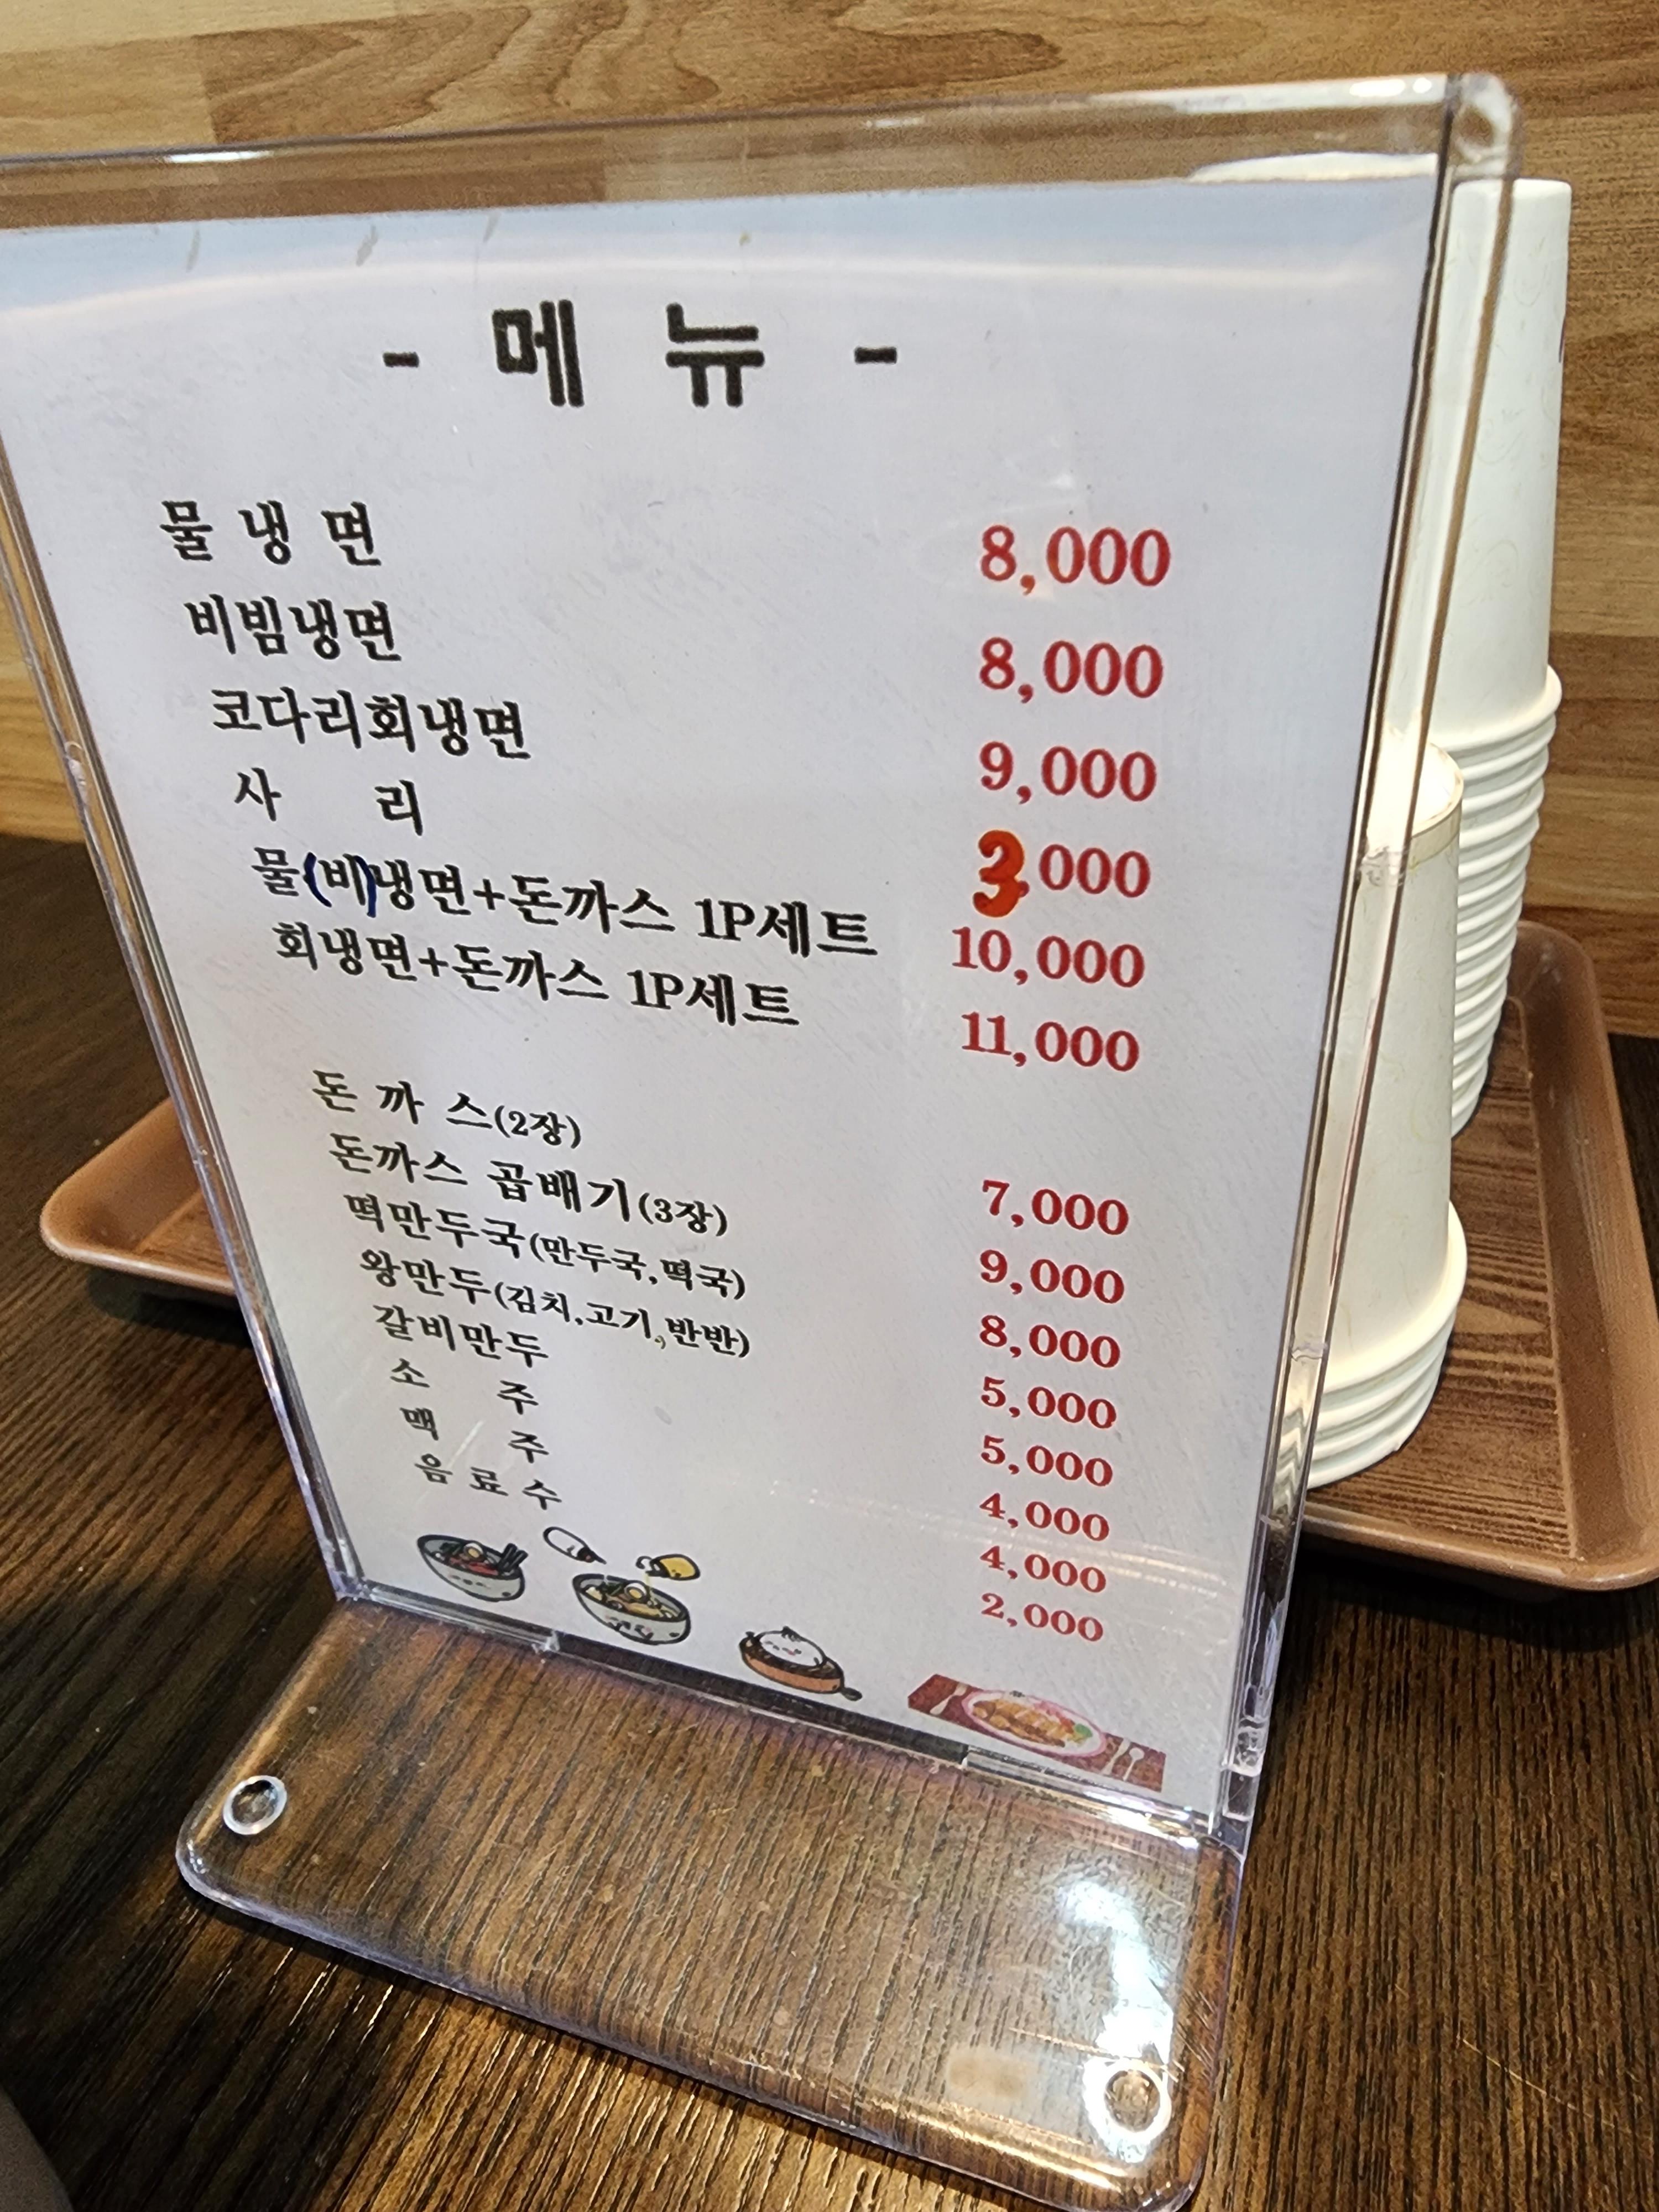 - 메 뉴 -
물 냉 면 8,000
비빔냉면 8,000
코다리회냉면 9,000
사 리 3,000
물(비)냉면+돈까스 1P세트 10,000
회냉면+돈까스 1P세트 11,000
돈 까 스(2장) 7,000
돈까스 곱배기(3장) 9,000
떡만두국(만두국,떡국) 8,000
왕만두(김치,고기,반반) 5,000
갈비만두 5,000
소 주 4,000
맥 주 4,000
음 료 수 2,000